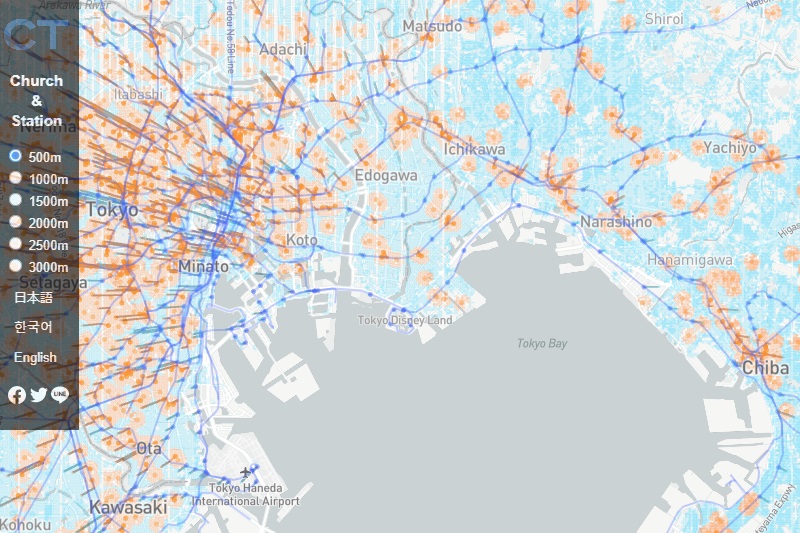 Arakawa River
CT
Church
&
Station
500m
1000m
1500m
2000m
2500m
3000m
日本語
한국어
English
LINE
Matsudo
Shiroi
Adachi
Itabashi
Nerima
Ichikawa
Yachiyo
Edogawa
Tokyo
Koto
Narashino
Minato
Hanamigawa
Setagaya
Tokyo Disney Land
Tokyo Bay
Chiba
Ota
Tokyo Haneda
International Airport
Kawasaki
Kohoku